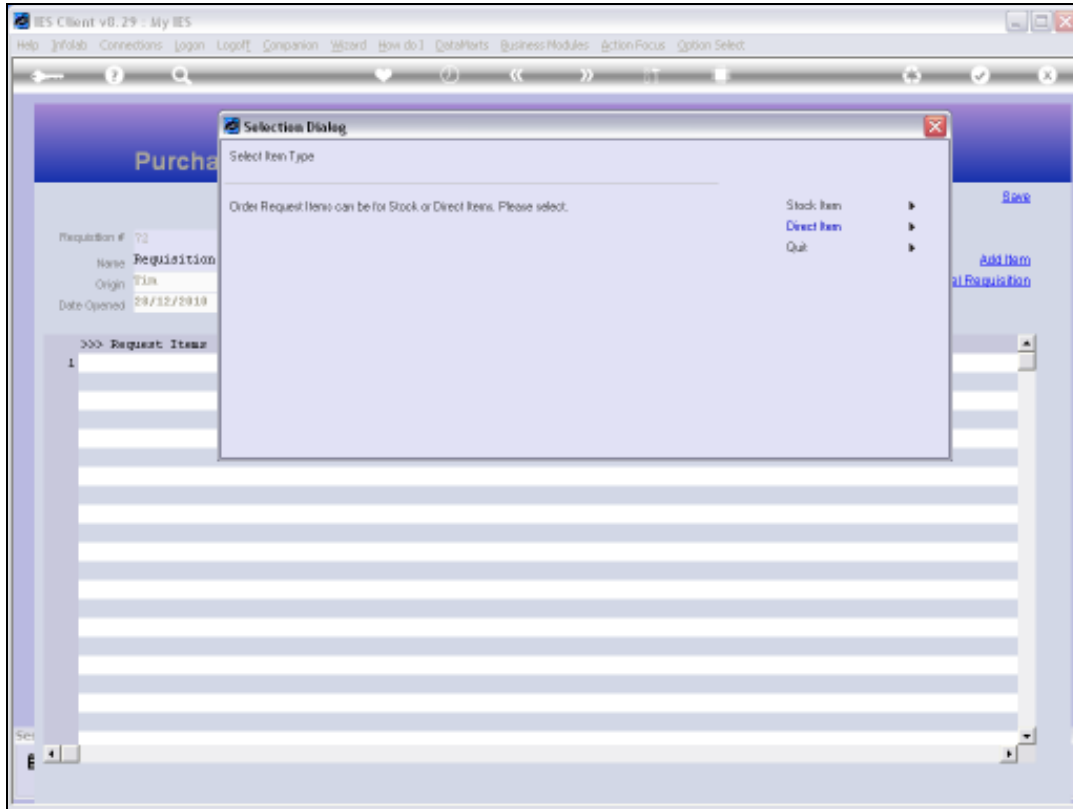 IES Client v8.29 : My IES
Help Infolab Connections Logon Logoff Companion Wizard How do I DataMarts Business Modules Action Focus Option Select
Selection Dialog
Purcha
Select Item Type
Order Request Items can be for Stock or Direct Items. Please select.
Stock Item
Direct Item
Quit
Save
Requisition # 72
Name Requisition
Add Item
Origin Tim
al Requisition
Date Opened 28/12/2010
>>> Request Items
1
Se